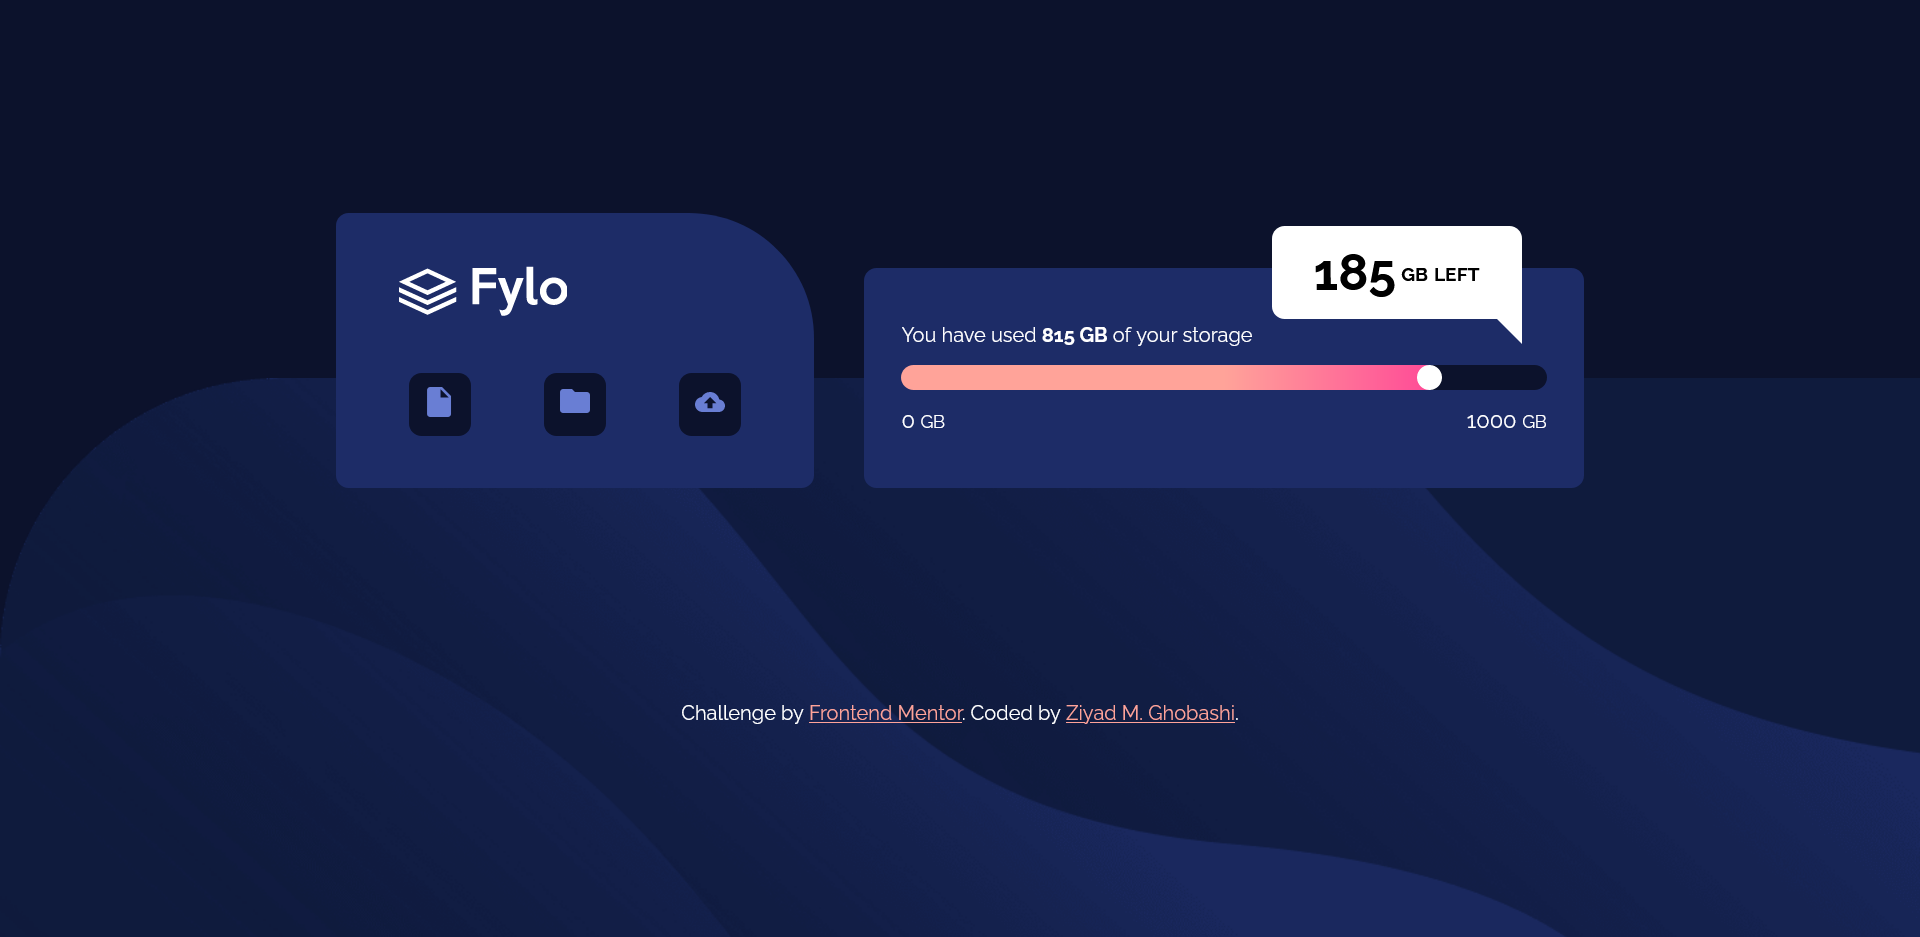 Fylo
185 GB LEFT
You have used 815 GB of your storage
0 GB
1000 GB
Challenge by Frontend Mentor. Coded by Ziyad M. Ghobashi.